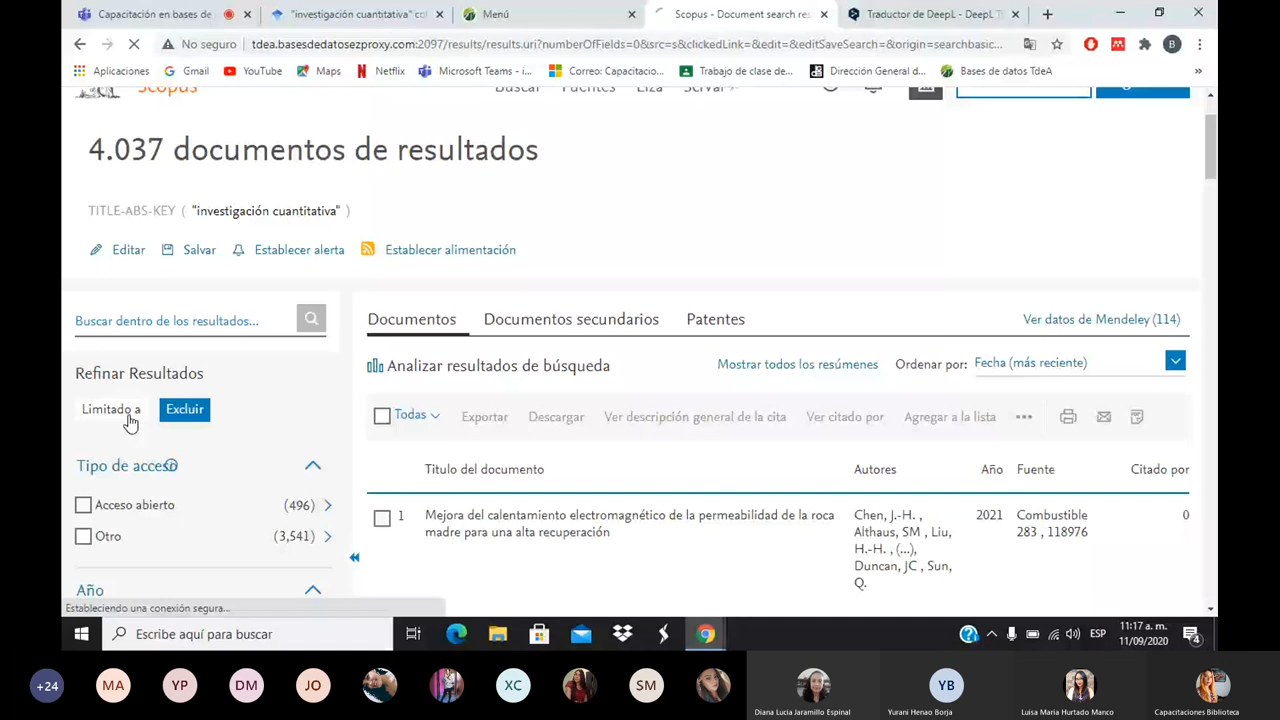 Capacitación en bases de
"investigación cuantitativa" col
Menú
Scopus - Document search res
Traductor de DeepL - DeepL T
No seguro
tdea.basesdedatosezproxy.com:2097/results/results.uri?numberOfFields=0&src=s&clickedLink=&edit=&editSaveSearch=&origin=searchbasic...
B
Aplicaciones
Gmail
YouTube
Maps
Netflix
Microsoft Teams - i...
Correo: Capacitacio...
Trabajo de clase de...
Dirección General d...
Bases de datos TdeA
»
Scopus
Buscar
Fuentes
Liza
4.037 documentos de resultados
TITLE-ABS-KEY ( "investigación cuantitativa" )
Editar
Salvar
Establecer alerta
Establecer alimentación
Buscar dentro de los resultados...
Documentos
Documentos secundarios
Patentes
Ver datos de Mendeley (114)
Refinar Resultados
Analizar resultados de búsqueda
Mostrar todos los resúmenes
Ordenar por:
Fecha (más reciente)
Limitado a
Excluir
Todas
Exportar
Descargar
Ver descripción general de la cita
Ver citado por
Agregar a la lista
Tipo de acceso
Titulo del documento
Autores
Año
Fuente
Citado por
Acceso abierto
(496)
Otro
(3,541)
1
Mejora del calentamiento electromagnético de la permeabilidad de la roca
madre para una alta recuperación
Chen, J.-H. ,
Althaus, SM , Liu,
H.-H. , (...),
Duncan, JC , Sun,
Q.
2021
Combustible
283 , 118976
0
Año
Estableciendo una conexión segura...
Escribe aquí para buscar
ESP
11:17 a. m.
11/09/2020
4
+24
MA
YP
DM
JO
XC
SM
YB
Diana Lucia Jaramillo Espinal
Yurani Henao Borja
Luisa Maria Hurtado Manco
Capacitaciones Biblioteca